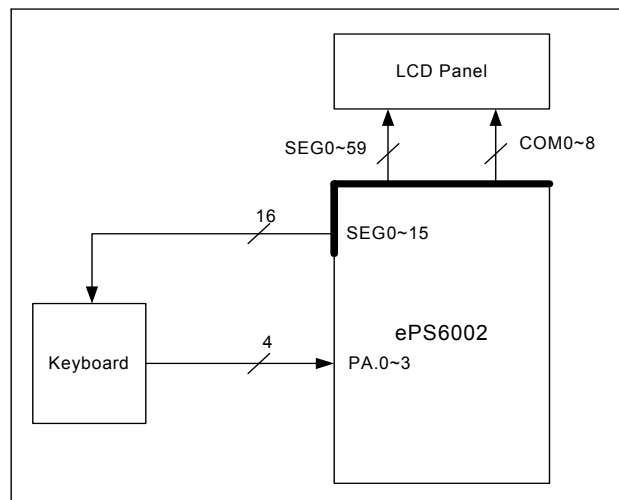 LCD Panel
SEG0~59
COM0~8
16
SEG0~15
ePS6002
4
Keyboard
PA.0~3